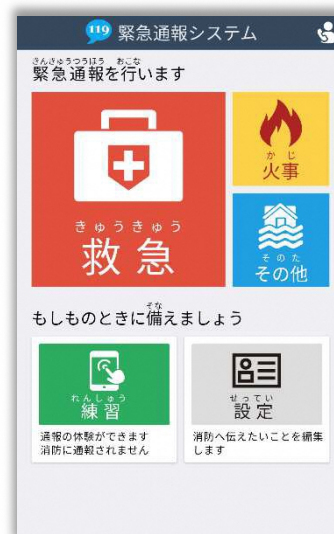 119 緊急通報システム
きんきゅうつうほう おこな
緊急通報を行います
きゅうきゅう
救急
かじ
火事
そのた
その他
そな
もしものときに備えましょう
れんしゅう
練習
通報の体験ができます
消防に通報されません
せってい
設定
消防へ伝えたいことを編集
します